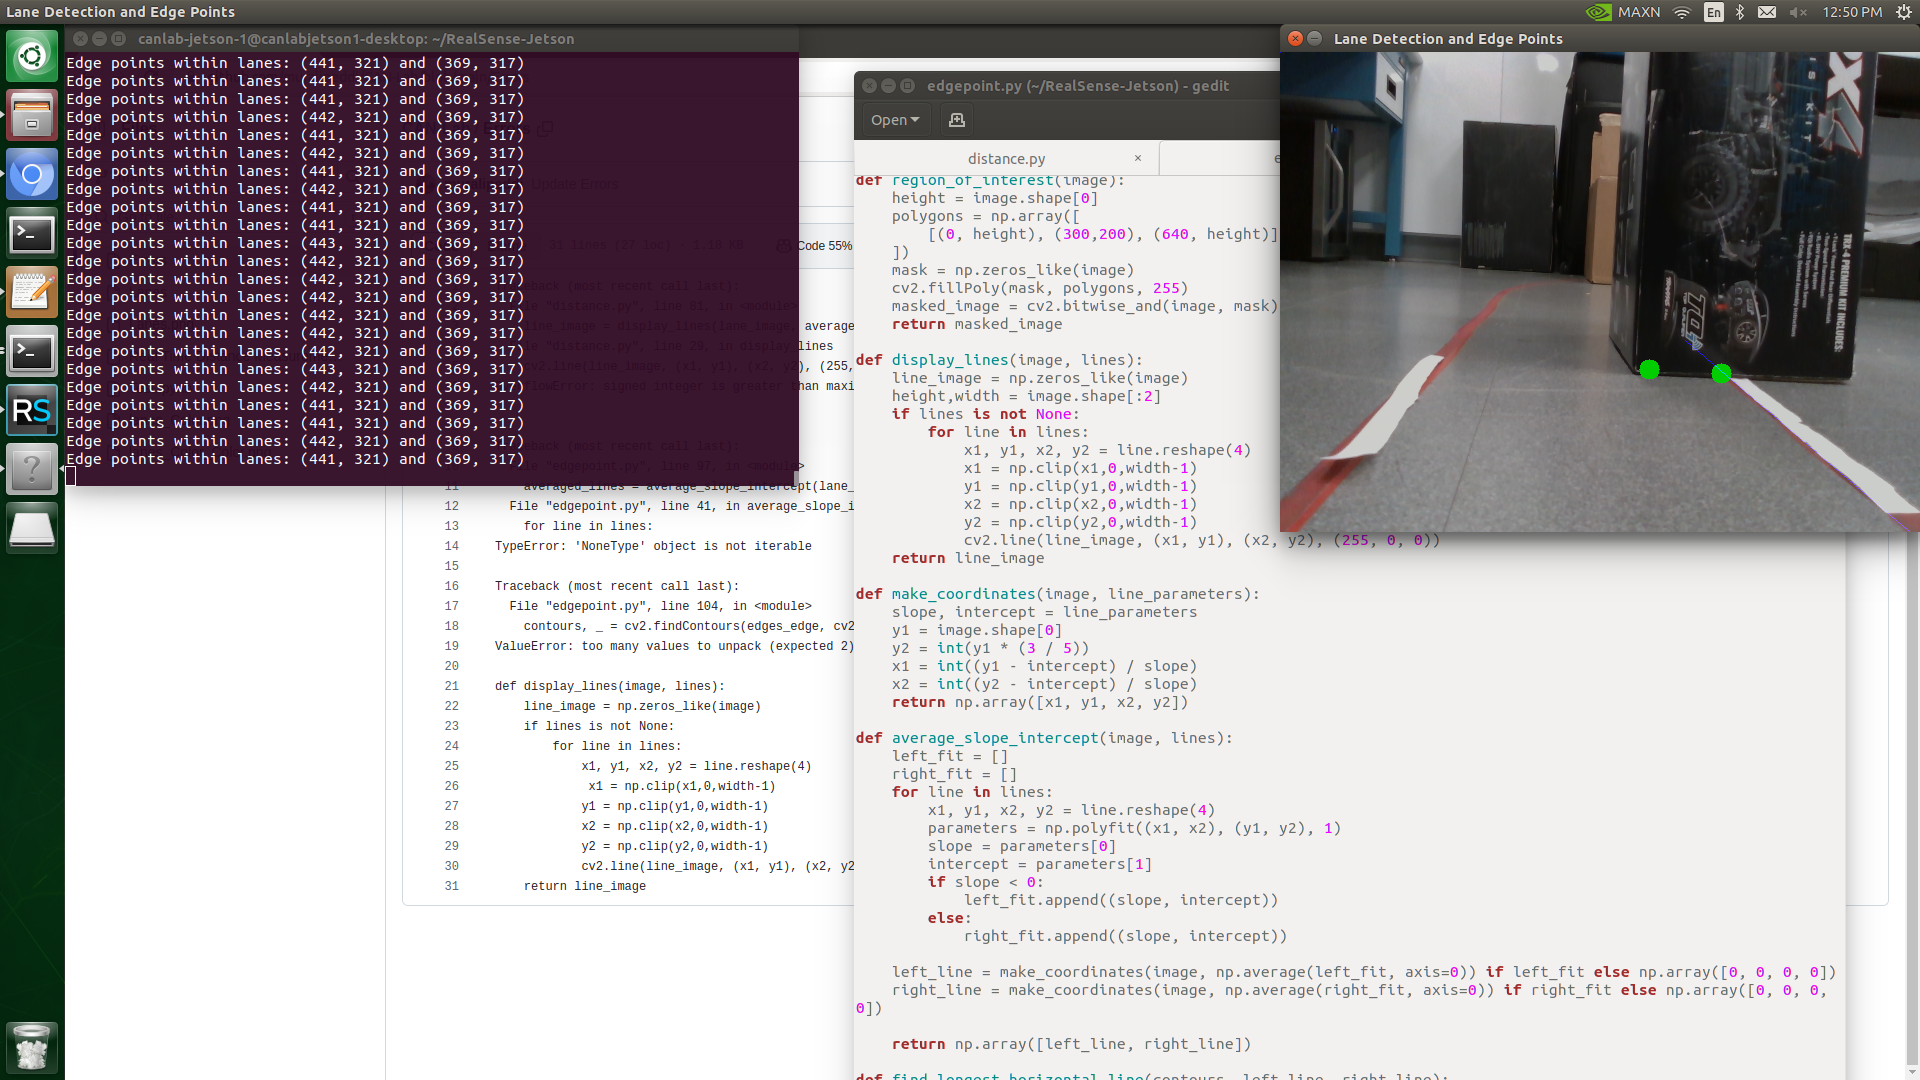 Lane Detection and Edge Points
MAXN
En
12:50 PM
canlab-jetson-1@canlabjetson1-desktop: ~/RealSense-Jetson
Edge points within lanes: (441, 321) and (369, 317)
Edge points within lanes: (441, 321) and (369, 317)
Edge points within lanes: (441, 321) and (369, 317)
Edge points within lanes: (442, 321) and (369, 317)
Edge points within lanes: (441, 321) and (369, 317)
Edge points within lanes: (442, 321) and (369, 317)
Edge points within lanes: (441, 321) and (369, 317)
Edge points within lanes: (442, 321) and (369, 317)
Edge points within lanes: (441, 321) and (369, 317)
Edge points within lanes: (441, 321) and (369, 317)
Edge points within lanes: (443, 321) and (369, 317)
Edge points within lanes: (442, 321) and (369, 317)
Edge points within lanes: (442, 321) and (369, 317)
Edge points within lanes: (442, 321) and (369, 317)
Edge points within lanes: (442, 321) and (369, 317)
Edge points within lanes: (442, 321) and (369, 317)
Edge points within lanes: (442, 321) and (369, 317)
Edge points within lanes: (443, 321) and (369, 317)
Edge points within lanes: (442, 321) and (369, 317)
Edge points within lanes: (441, 321) and (369, 317)
Edge points within lanes: (441, 321) and (369, 317)
Edge points within lanes: (442, 321) and (369, 317)
Edge points within lanes: (441, 321) and (369, 317)
Update Errors
Code 55%
11 averaged_lines = average_slope_intercept(lane_
12 File "edgepoint.py", line 41, in average_slope_i
13 for line in lines:
14 TypeError: 'NoneType' object is not iterable
15
16 Traceback (most recent call last):
17 File "edgepoint.py", line 104, in <module>
18 contours, _ = cv2.findContours(edges_edge, cv2
19 ValueError: too many values to unpack (expected 2)
20
21 def display_lines(image, lines):
22 line_image = np.zeros_like(image)
23 if lines is not None:
24 for line in lines:
25 x1, y1, x2, y2 = line.reshape(4)
26 x1 = np.clip(x1,0,width-1)
27 y1 = np.clip(y1,0,width-1)
28 x2 = np.clip(x2,0,width-1)
29 y2 = np.clip(y2,0,width-1)
30 cv2.line(line_image, (x1, y1), (x2, y2
31 return line_image
edgepoint.py (~/RealSense-Jetson) - gedit
Open
distance.py ×
def region_of_interest(image):
height = image.shape[0]
polygons = np.array([
[(0, height), (300,200), (640, height)]
])
mask = np.zeros_like(image)
cv2.fillPoly(mask, polygons, 255)
masked_image = cv2.bitwise_and(image, mask)
return masked_image
def display_lines(image, lines):
line_image = np.zeros_like(image)
height,width = image.shape[:2]
if lines is not None:
for line in lines:
x1, y1, x2, y2 = line.reshape(4)
x1 = np.clip(x1,0,width-1)
y1 = np.clip(y1,0,width-1)
x2 = np.clip(x2,0,width-1)
y2 = np.clip(y2,0,width-1)
cv2.line(line_image, (x1, y1), (x2, y2), (255, 0, 0))
return line_image
def make_coordinates(image, line_parameters):
slope, intercept = line_parameters
y1 = image.shape[0]
y2 = int(y1 * (3 / 5))
x1 = int((y1 - intercept) / slope)
x2 = int((y2 - intercept) / slope)
return np.array([x1, y1, x2, y2])
def average_slope_intercept(image, lines):
left_fit = []
right_fit = []
for line in lines:
x1, y1, x2, y2 = line.reshape(4)
parameters = np.polyfit((x1, x2), (y1, y2), 1)
slope = parameters[0]
intercept = parameters[1]
if slope < 0:
left_fit.append((slope, intercept))
else:
right_fit.append((slope, intercept))
left_line = make_coordinates(image, np.average(left_fit, axis=0)) if left_fit else np.array([0, 0, 0, 0])
right_line = make_coordinates(image, np.average(right_fit, axis=0)) if right_fit else np.array([0, 0, 0,
0])
return np.array([left_line, right_line])
def find_longest_horizontal_line(contours, left_line, right_line):
Lane Detection and Edge Points
TRX-4 PREMIUM KIT INCLUDES:
RS